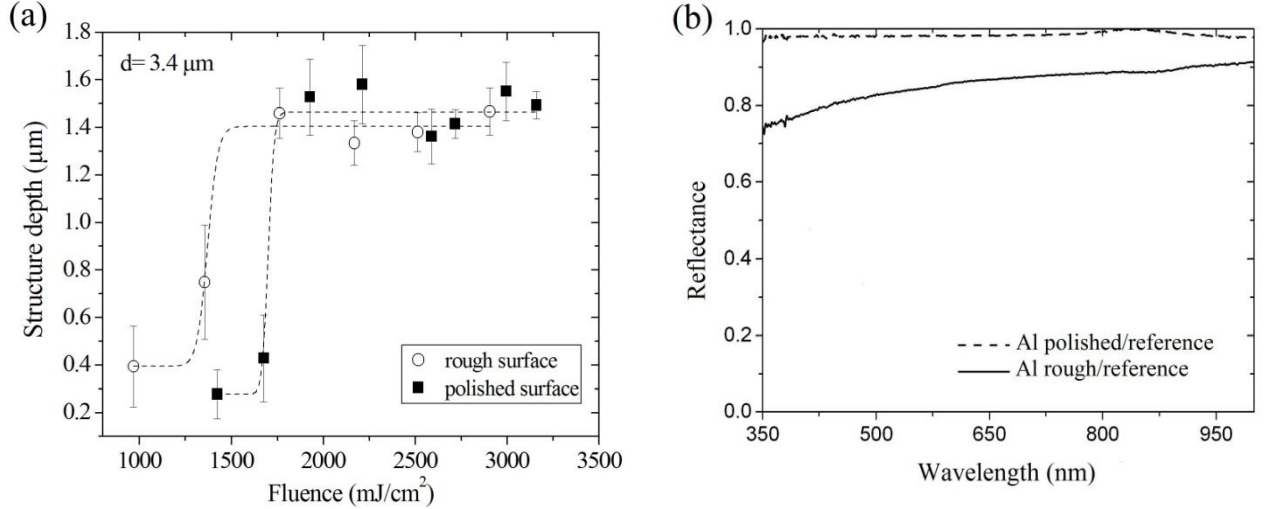 (a)
1.8
1.6
1.4
1.2
1.0
0.8
0.6
0.4
0.2
d= 3.4 μm
Structure depth (μm)
rough surface
polished surface
1000 1500 2000 2500 3000 3500
Fluence (mJ/cm²)
(b)
1.0
0.8
0.6
0.4
0.2
0.0
Reflectance
Al polished/reference
Al rough/reference
350 500 650 800 950
Wavelength (nm)